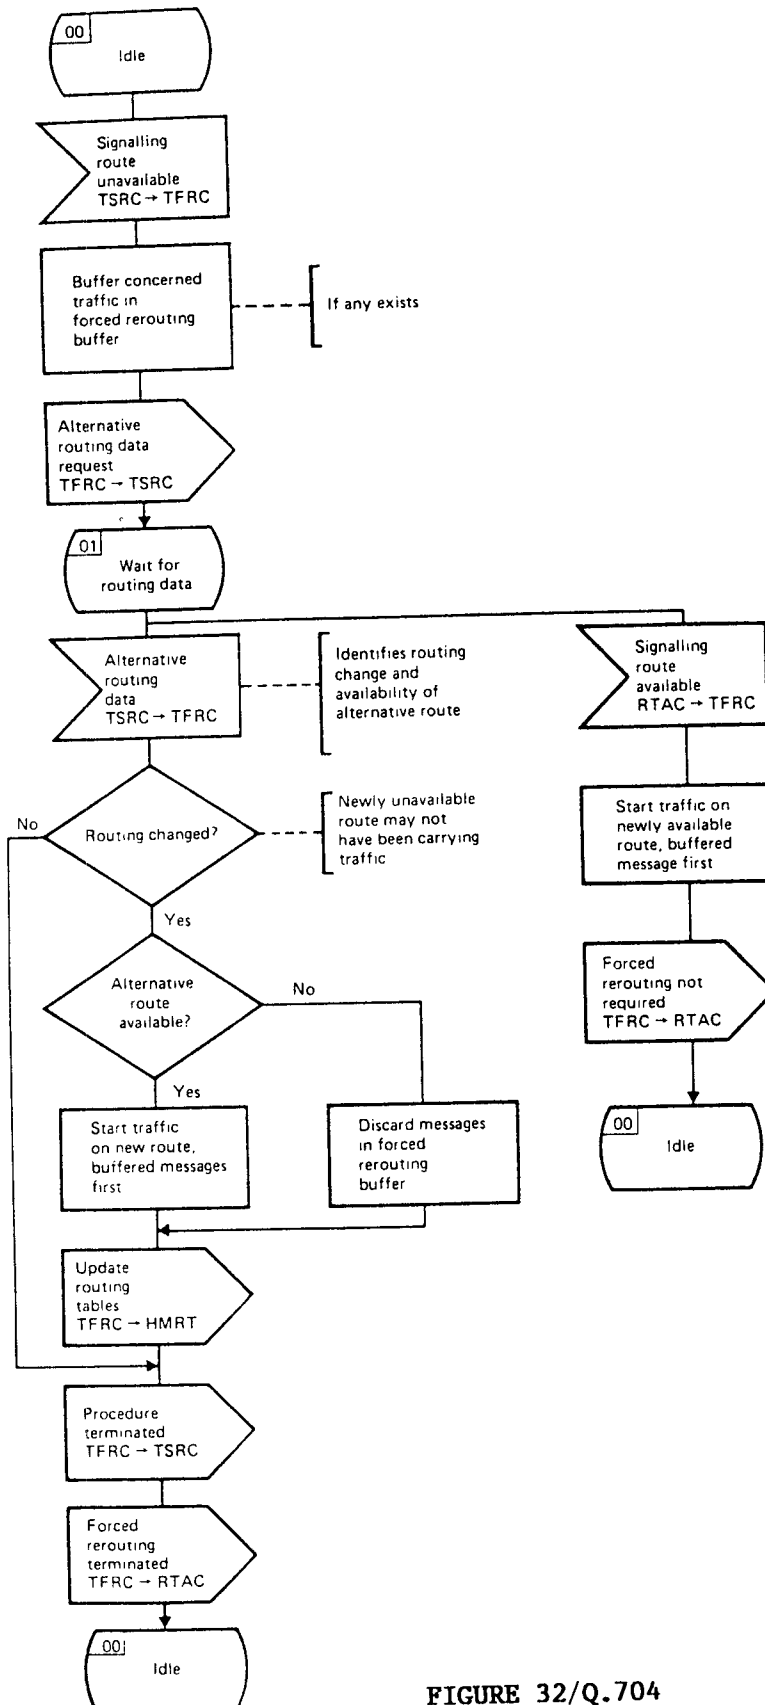 00
Idle
Signalling
route
unavailable
TSRC → TFRC
Buffer concerned
traffic in
forced rerouting
buffer
If any exists
Alternative
routing data
request
TFRC → TSRC
01
Wait for
routing data
Alternative
routing
data
TSRC → TFRC
Identifies routing
change and
availability of
alternative route
Signalling
route
available
RTAC → TFRC
No
Routing changed?
Newly unavailable
route may not
have been carrying
traffic
Start traffic on
newly available
route, buffered
message first
Yes
Alternative
route
available?
No
Forced
rerouting not
required
TFRC → RTAC
Yes
Start traffic
on new route,
buffered messages
first
Discard messages
in forced
rerouting
buffer
00
Idle
Update
routing
tables
TFRC → HMRT
Procedure
terminated
TFRC → TSRC
Forced
rerouting
terminated
TFRC → RTAC
00
Idle
FIGURE 32/Q.704